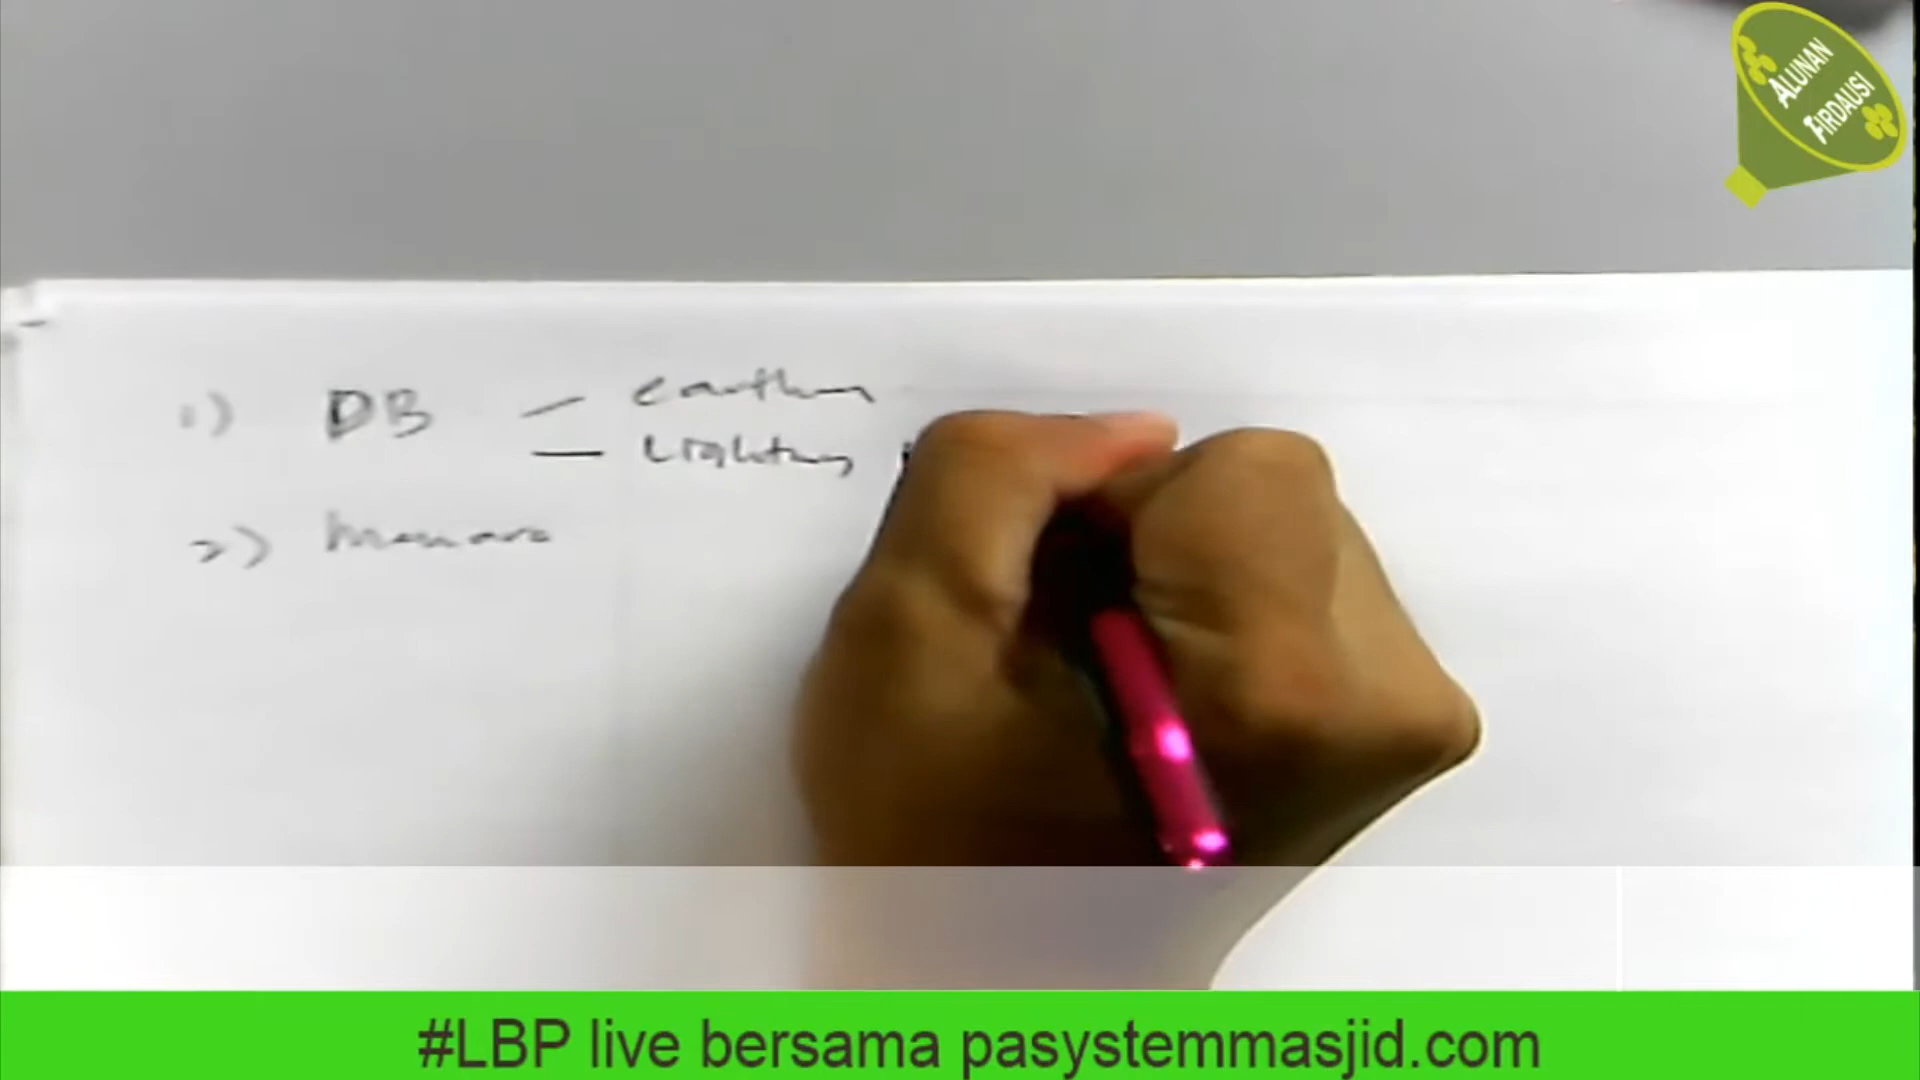 ALUNAN
FIRDAUSI
1) DB - earthing
- Lighting
2) Menara
#LBP live bersama pasystemmasjid.com